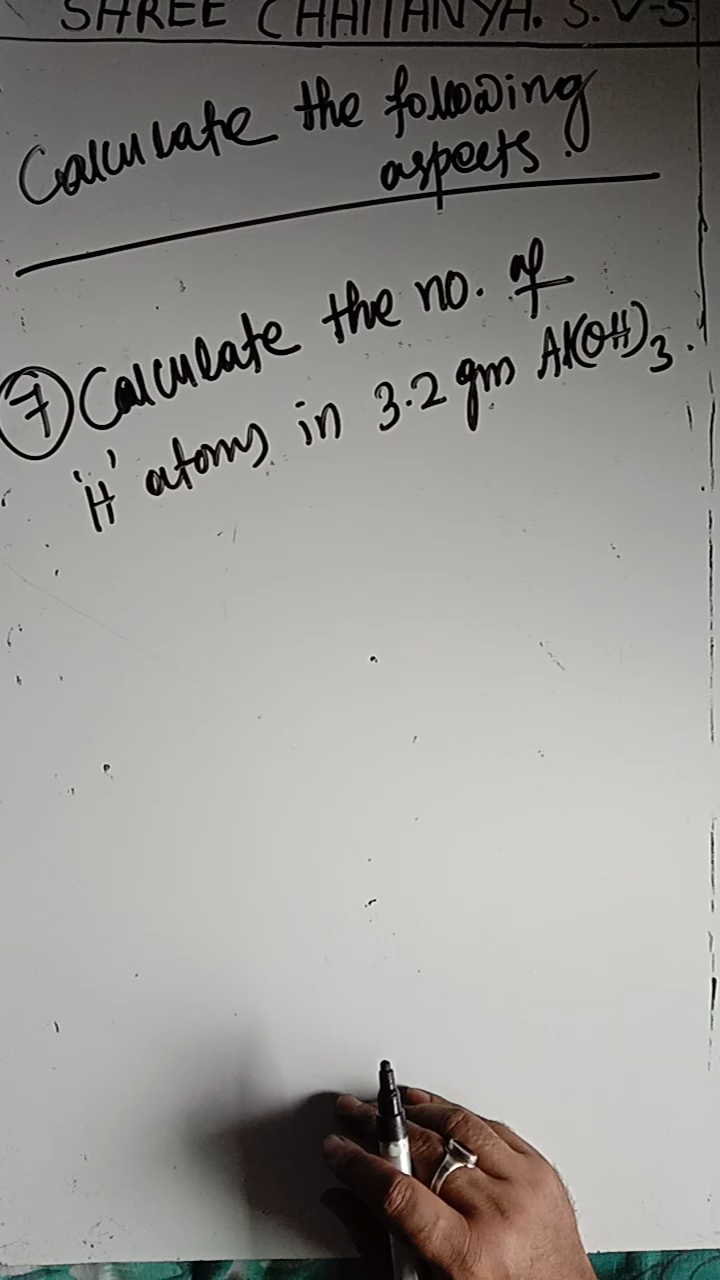 SHREE CHAITANYA. S. V-5
Calculate the following
aspects.
7 Calculate the no. of
'H' atoms in 3.2 gm Al(OH)3.